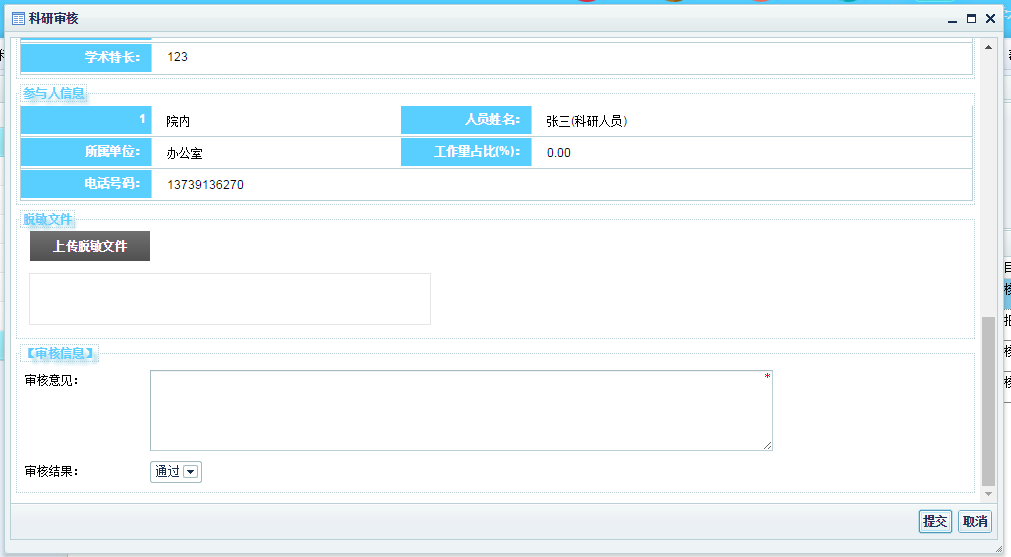 科研审核
学术特长: 123
参与人信息
1 院内 人员姓名: 张三(科研人员)
所属单位: 办公室 工作量占比(%): 0.00
电话号码: 13739136270
脱敏文件
上传脱敏文件
【审核信息】
审核意见: *
审核结果: 通过
提交 取消